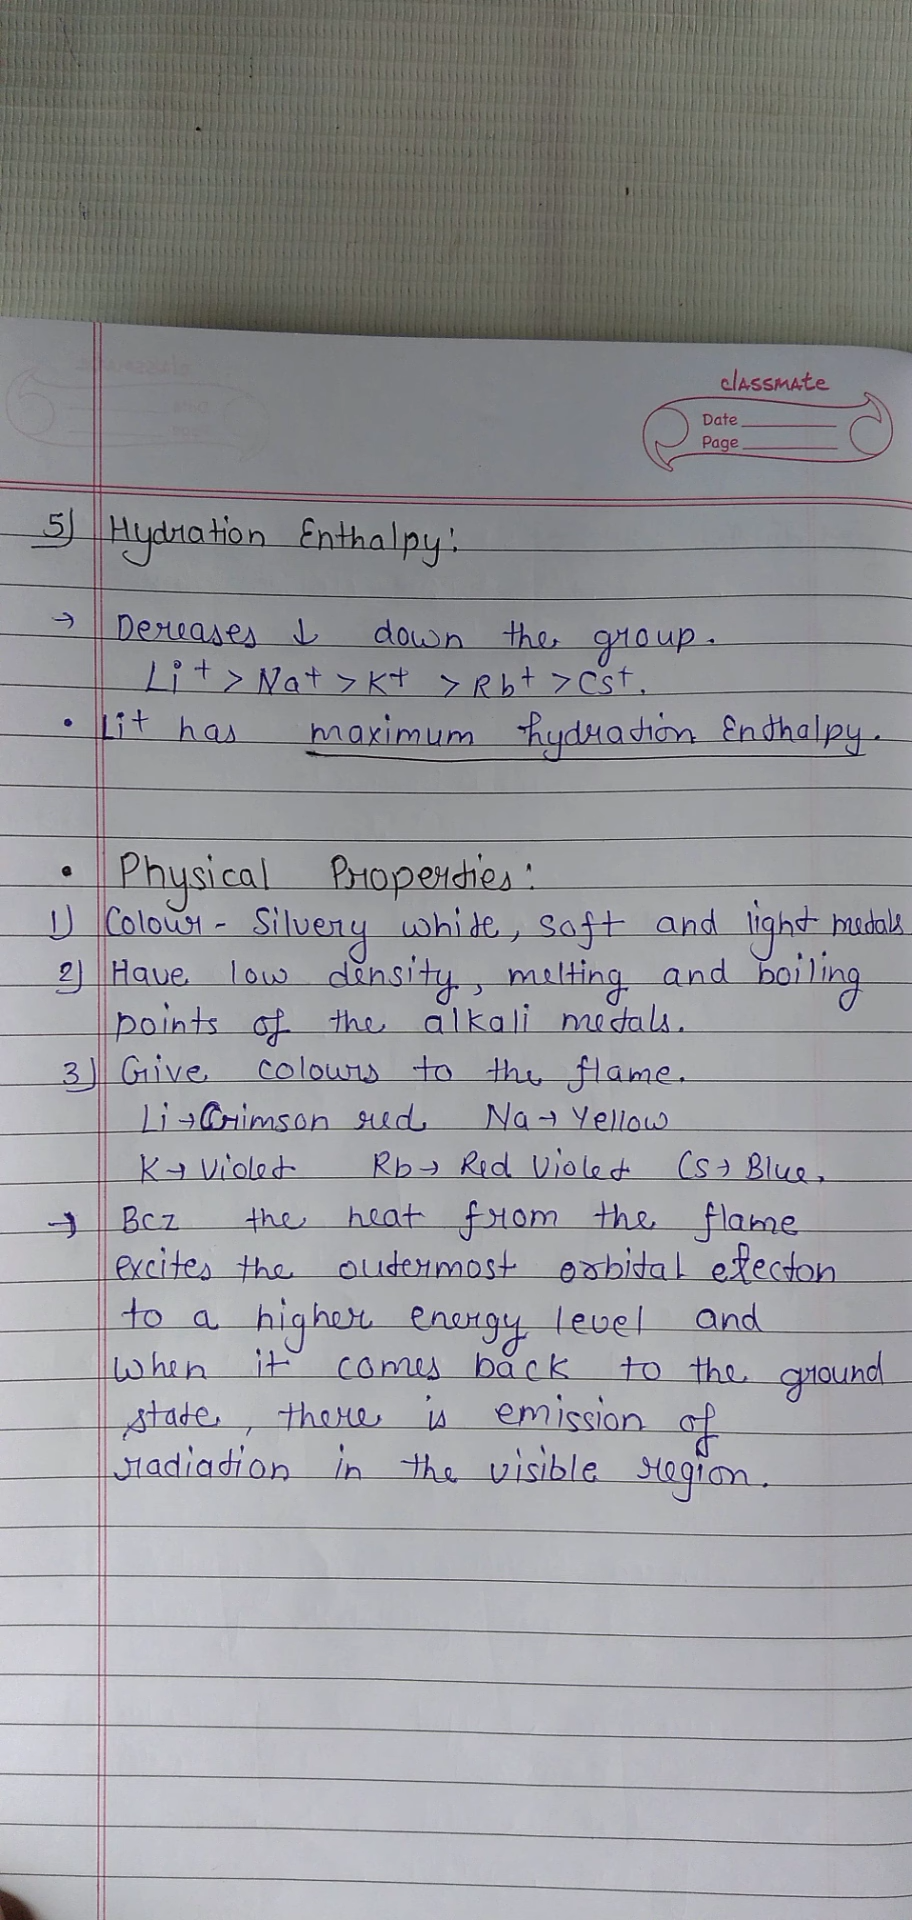 classmate
Date
Page
5) Hydration Enthalpy:
→ Dereases ↓ down the group.
Li+ > Na+ > K+ > Rb+ > Cs+.
• Li+ has maximum hydration Enthalpy.
• Physical Properties:
1) Colour - Silvery white, soft and light metals
2) Have low density, melting and boiling
points of the alkali metals.
3) Give colours to the flame.
Li → Crimson red Na → Yellow
K → Violet Rb → Red Violet Cs → Blue.
→ Bcz the heat from the flame
excites the outermost orbital electon
to a higher energy level and
when it comes back to the ground
state, there is emission of
radiation in the visible region.